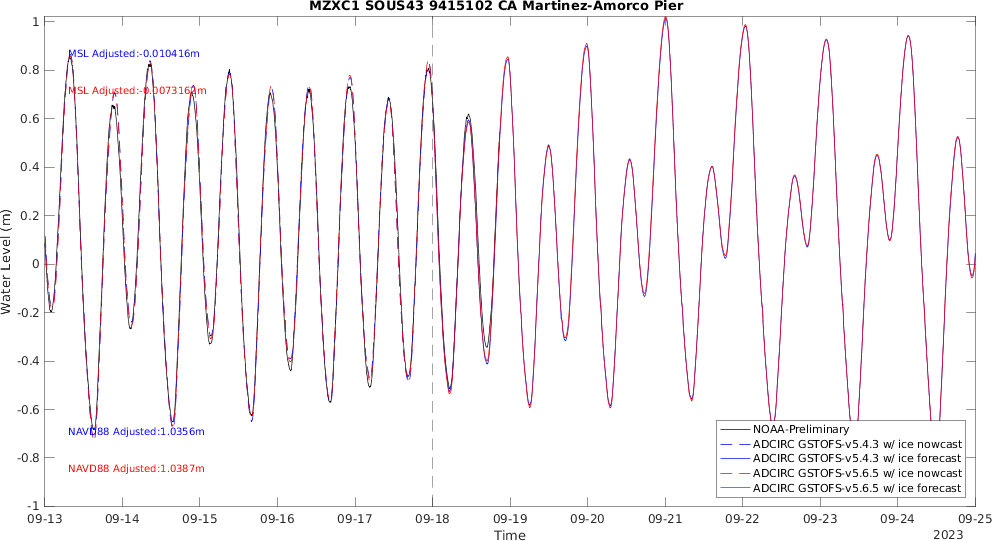 MZXC1 SOUS43 9415102 CA Martinez-Amorco Pier
MSL Adjusted:-0.010416m
MSL Adjusted:-0.0073161m
NAVD88 Adjusted:1.0356m
NAVD88 Adjusted:1.0387m
Water Level (m)
1
0.8
0.6
0.4
0.2
0
-0.2
-0.4
-0.6
-0.8
-1
NOAA-Preliminary
ADCIRC GSTOFS-v5.4.3 w/ ice nowcast
ADCIRC GSTOFS-v5.4.3 w/ ice forecast
ADCIRC GSTOFS-v5.6.5 w/ ice nowcast
ADCIRC GSTOFS-v5.6.5 w/ ice forecast
09-13 09-14 09-15 09-16 09-17 09-18 09-19 09-20 09-21 09-22 09-23 09-24 09-25
Time
2023